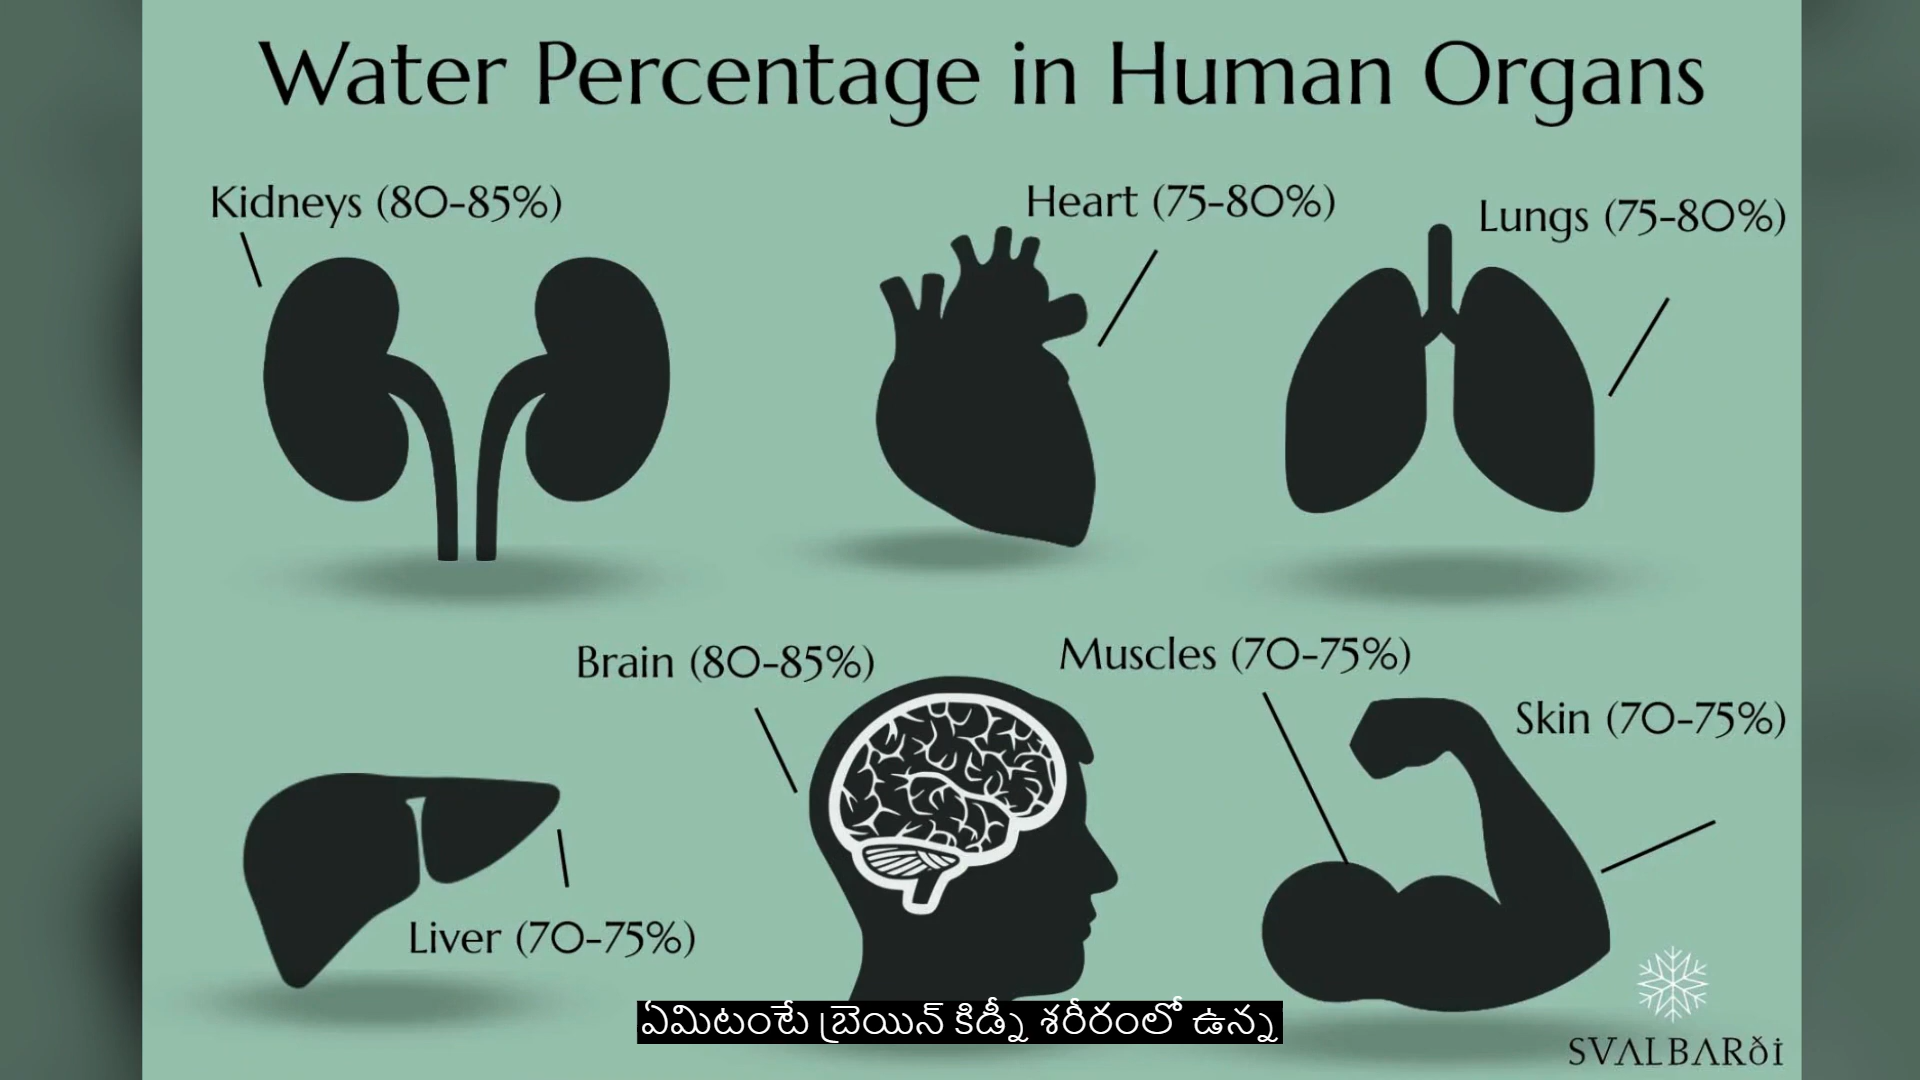 Water Percentage in Human Organs
Kidneys (80-85%)
Heart (75-80%)
Lungs (75-80%)
Brain (80-85%)
Muscles (70-75%)
Skin (70-75%)
Liver (70-75%)
ఏమిటంటే బ్రెయిన్ కిడ్నీ శరీరంలో ఉన్న
SVALBARði